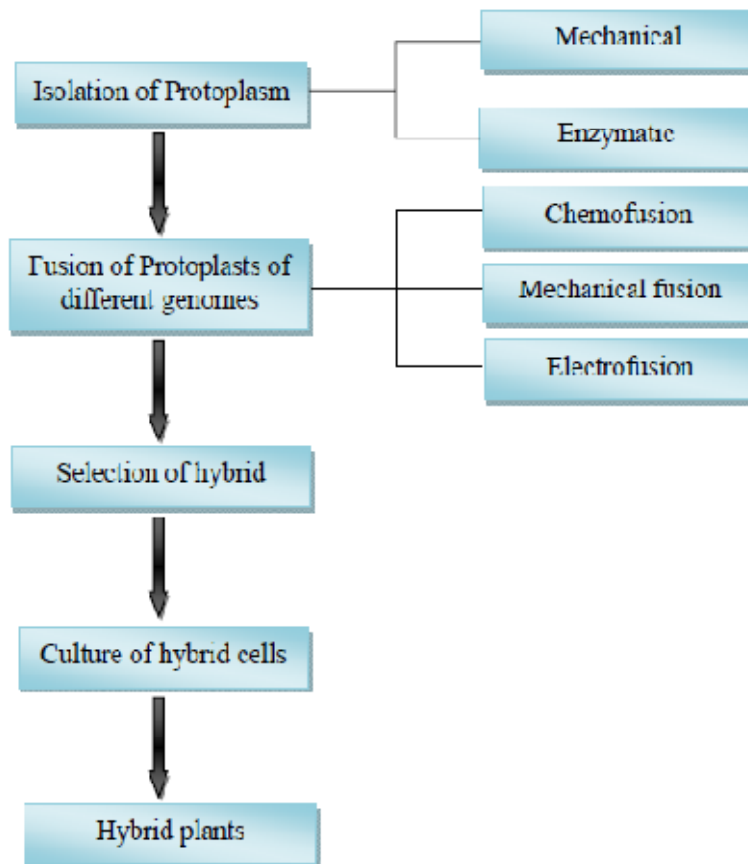 Isolation of Protoplasm
Mechanical
Enzymatic
Fusion of Protoplasts of
different genomes
Chemofusion
Mechanical fusion
Electrofusion
Selection of hybrid
Culture of hybrid cells
Hybrid plants